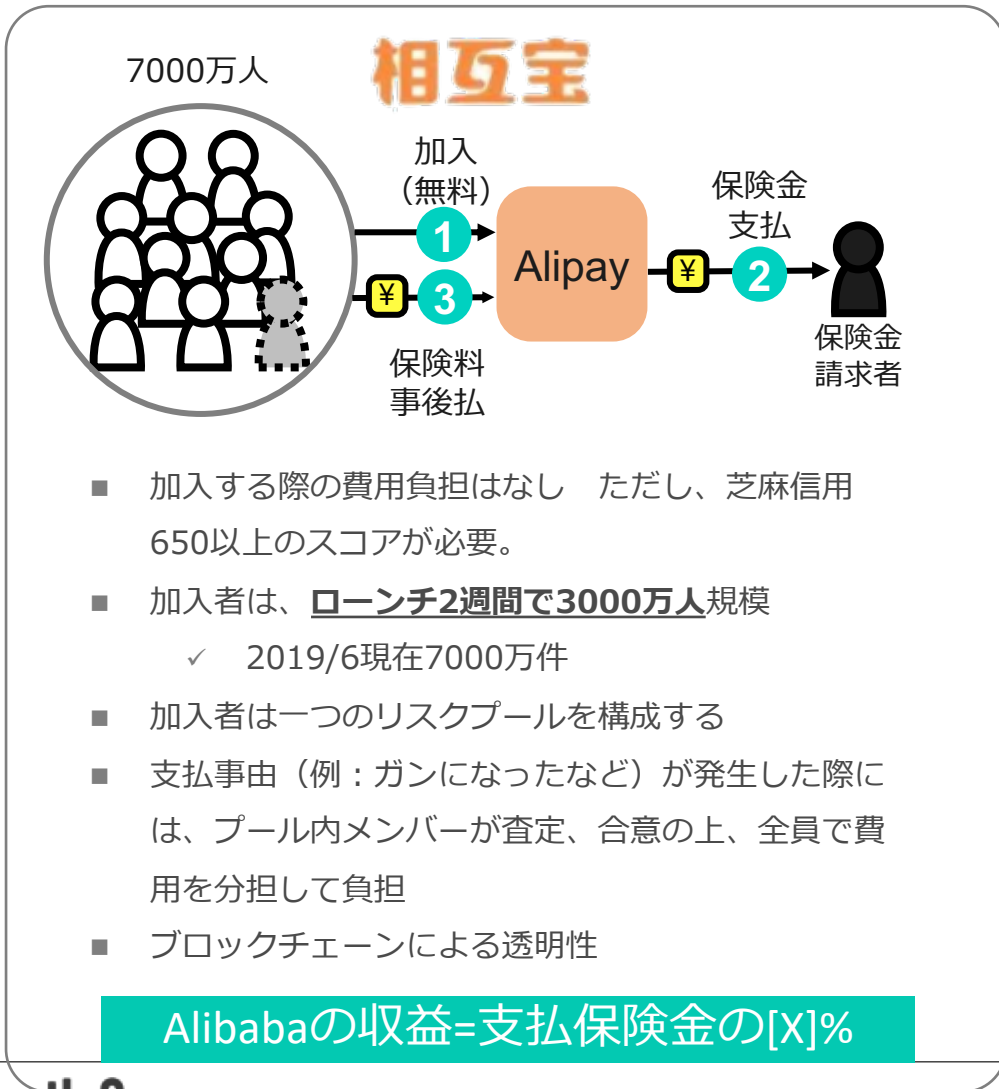 相互宝
7000万人
加入
（無料）
1
¥
3
保険料
事後払
Alipay
¥
2
保険金
支払
保険金
請求者
■ 加入する際の費用負担はなし　ただし、芝麻信用
650以上のスコアが必要。
■ 加入者は、ローンチ2週間で3000万人規模
✓ 2019/6現在7000万件
■ 加入者は一つのリスクプールを構成する
■ 支払事由（例：ガンになったなど）が発生した際に
は、プール内メンバーが査定、合意の上、全員で費
用を分担して負担
■ ブロックチェーンによる透明性
Alibabaの収益=支払保険金の[X]%